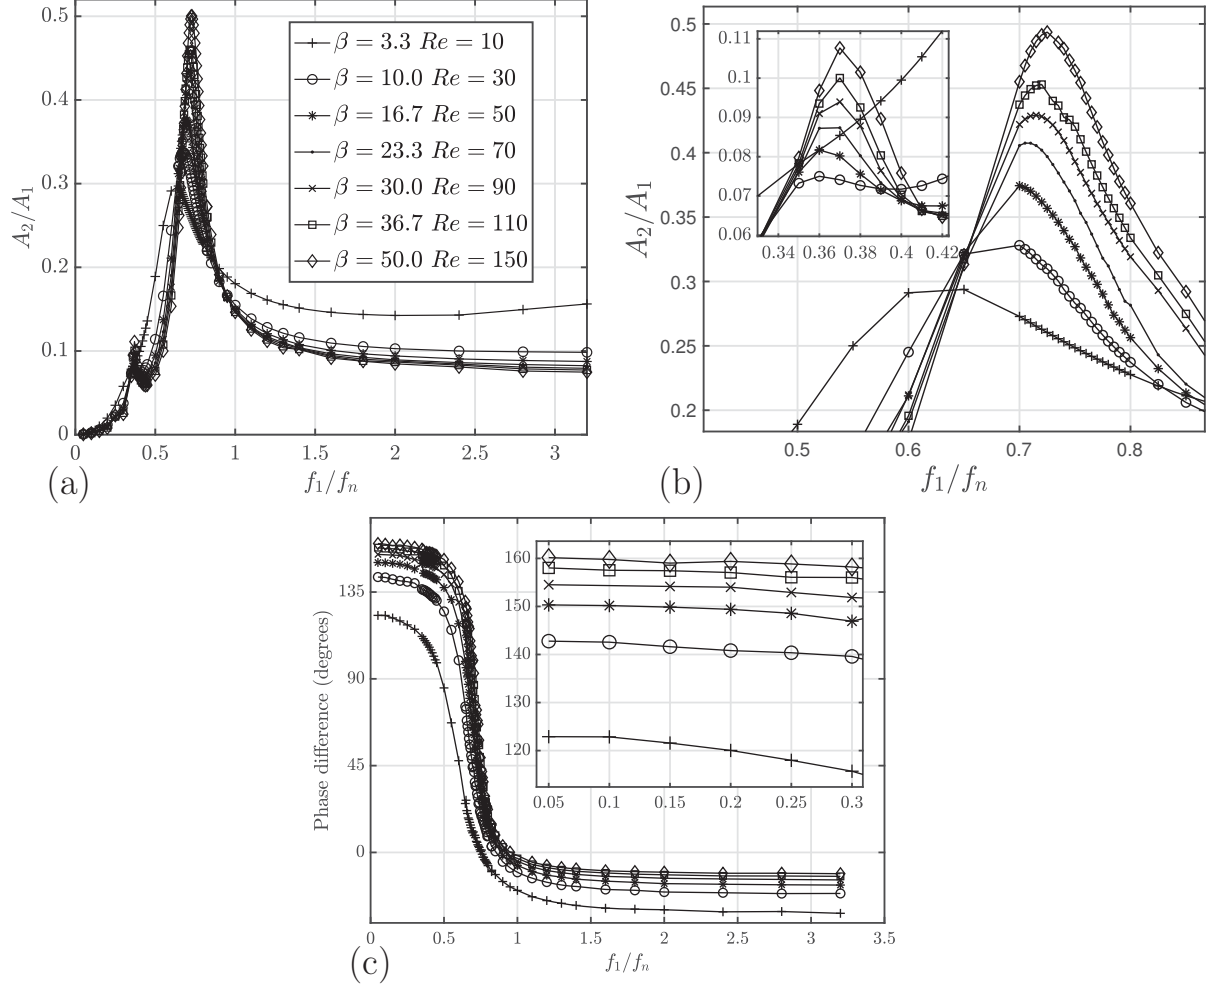 0.5
0.4
0.3
0.2
0.1
0
A₂/A₁
β = 3.3 Re = 10
β = 10.0 Re = 30
β = 16.7 Re = 50
β = 23.3 Re = 70
β = 30.0 Re = 90
β = 36.7 Re = 110
β = 50.0 Re = 150
0 0.5 1 1.5 2 2.5 3
f₁/fₙ
(a)
0.5
0.45
0.4
0.35
0.3
0.25
0.2
A₂/A₁
0.11
0.1
0.09
0.08
0.07
0.06
0.34 0.36 0.38 0.4 0.42
0.5 0.6 0.7 0.8
f₁/fₙ
(b)
135
90
45
0
Phase difference (degrees)
160
150
140
130
120
0.05 0.1 0.15 0.2 0.25 0.3
0 0.5 1 1.5 2 2.5 3 3.5
f₁/fₙ
(c)